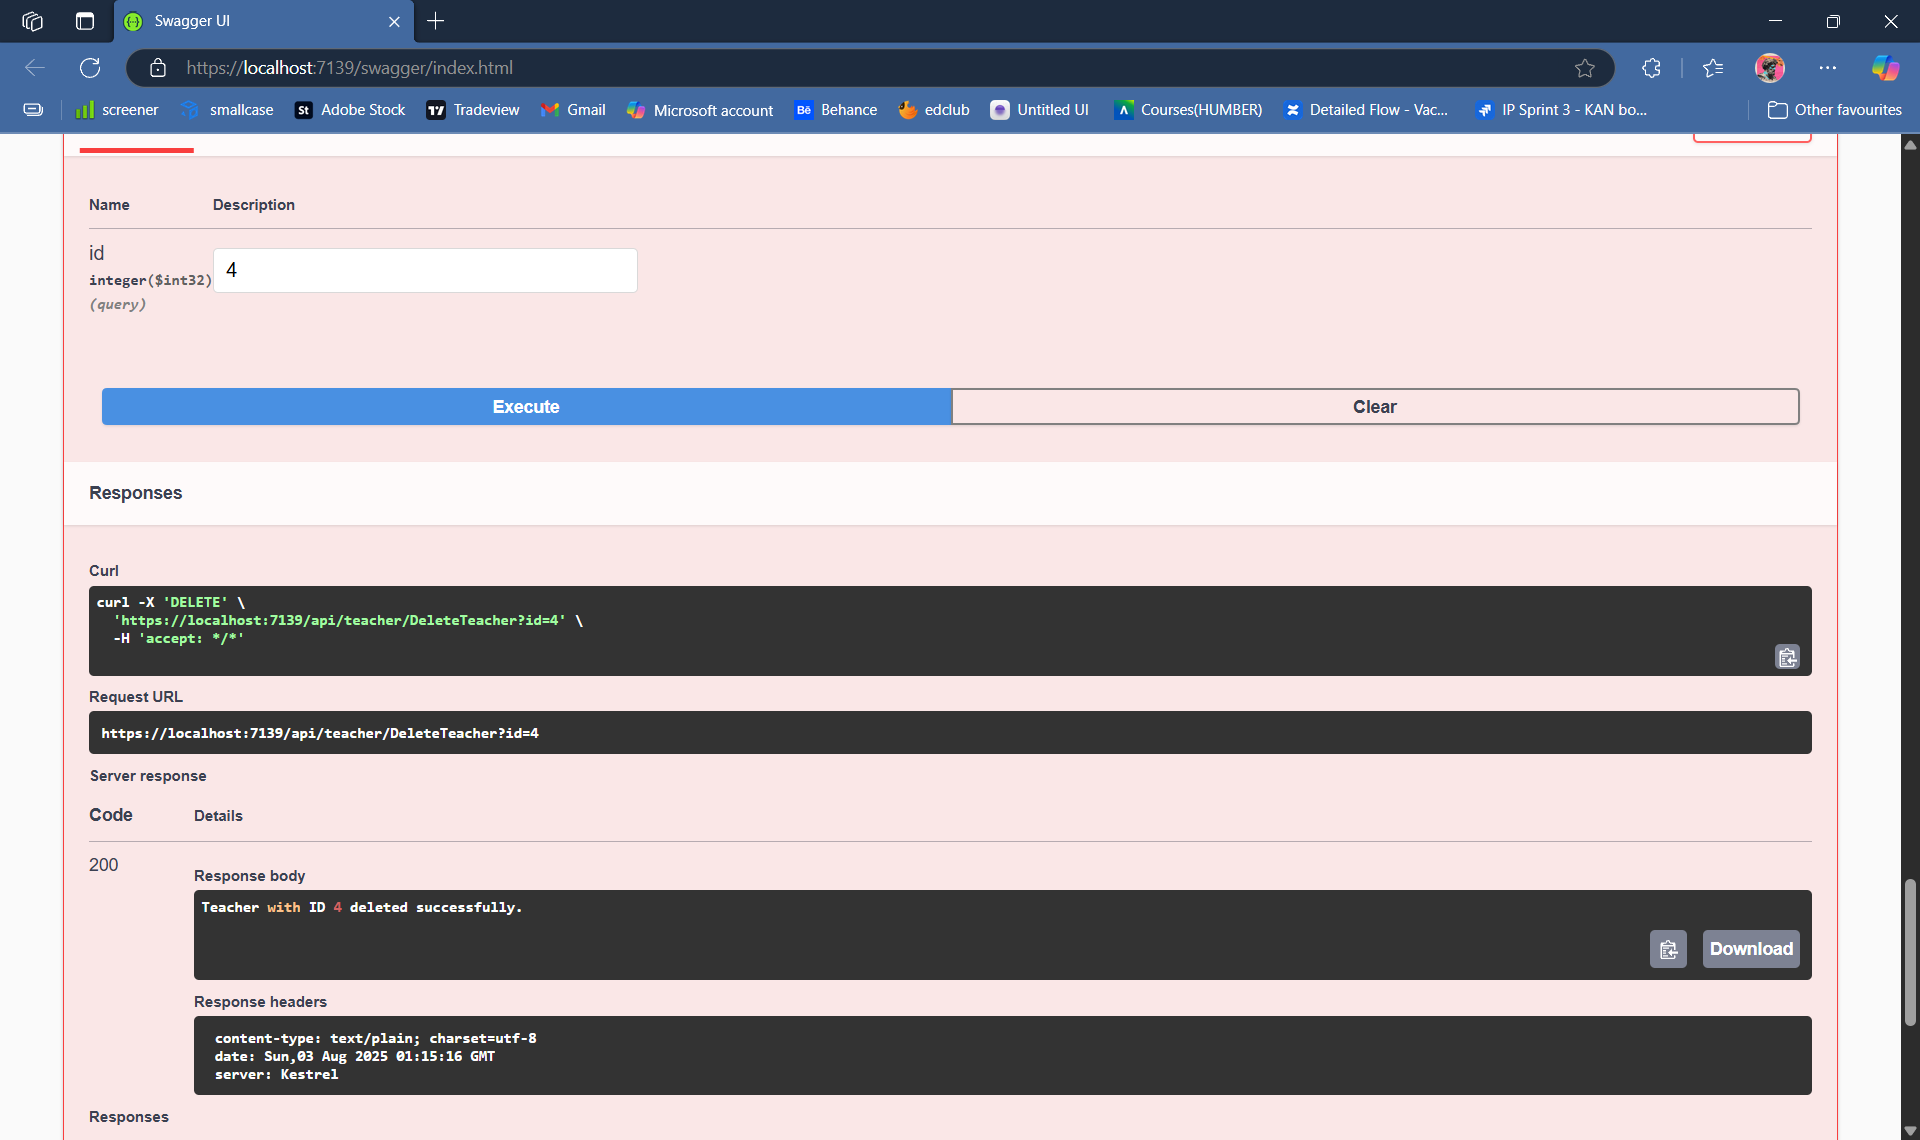 Swagger UI
https://localhost:7139/swagger/index.html
screener
smallcase
St Adobe Stock
Tradeview
Gmail
Microsoft account
Bē Behance
edclub
Untitled UI
Courses(HUMBER)
Detailed Flow - Vac...
IP Sprint 3 - KAN bo...
Other favourites
Name Description
id
integer($int32)
(query)
4
Execute
Clear
Responses
Curl
curl -X 'DELETE' \
'https://localhost:7139/api/teacher/DeleteTeacher?id=4' \
-H 'accept: */*'
Request URL
https://localhost:7139/api/teacher/DeleteTeacher?id=4
Server response
Code Details
200
Response body
Teacher with ID 4 deleted successfully.
Download
Response headers
content-type: text/plain; charset=utf-8
date: Sun,03 Aug 2025 01:15:16 GMT
server: Kestrel
Responses